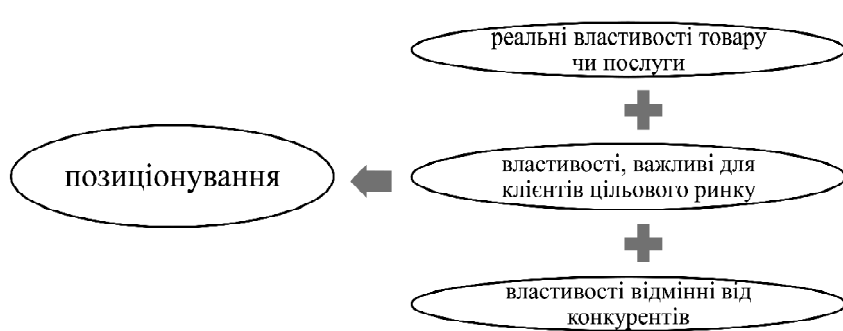 реальні властивості товару
чи послуги
позиціонування
властивості, важливі для
клієнтів цільового ринку
властивості відмінні від
конкурентів